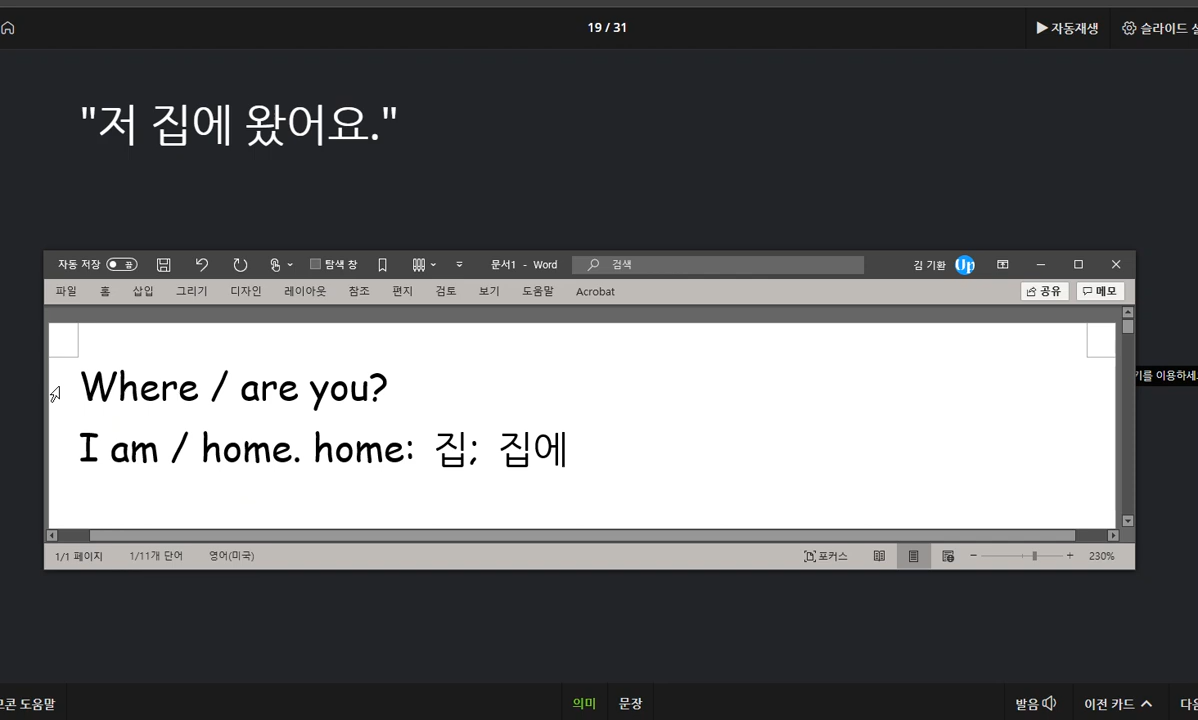 19 / 31
자동재생
슬라이드
"저 집에 왔어요."
자동 저장 끔
탐색 창
문서1 - Word
검색
김 기환
Up
파일 홈 삽입 그리기 디자인 레이아웃 참조 편지 검토 보기 도움말 Acrobat
공유 메모
Where / are you?
기를 이용하세.
I am / home. home: 집; 집에
1/1 페이지 1/11개 단어 영어(미국)
포커스
− + 230%
도움말
의미 문장
발음
이전 카드